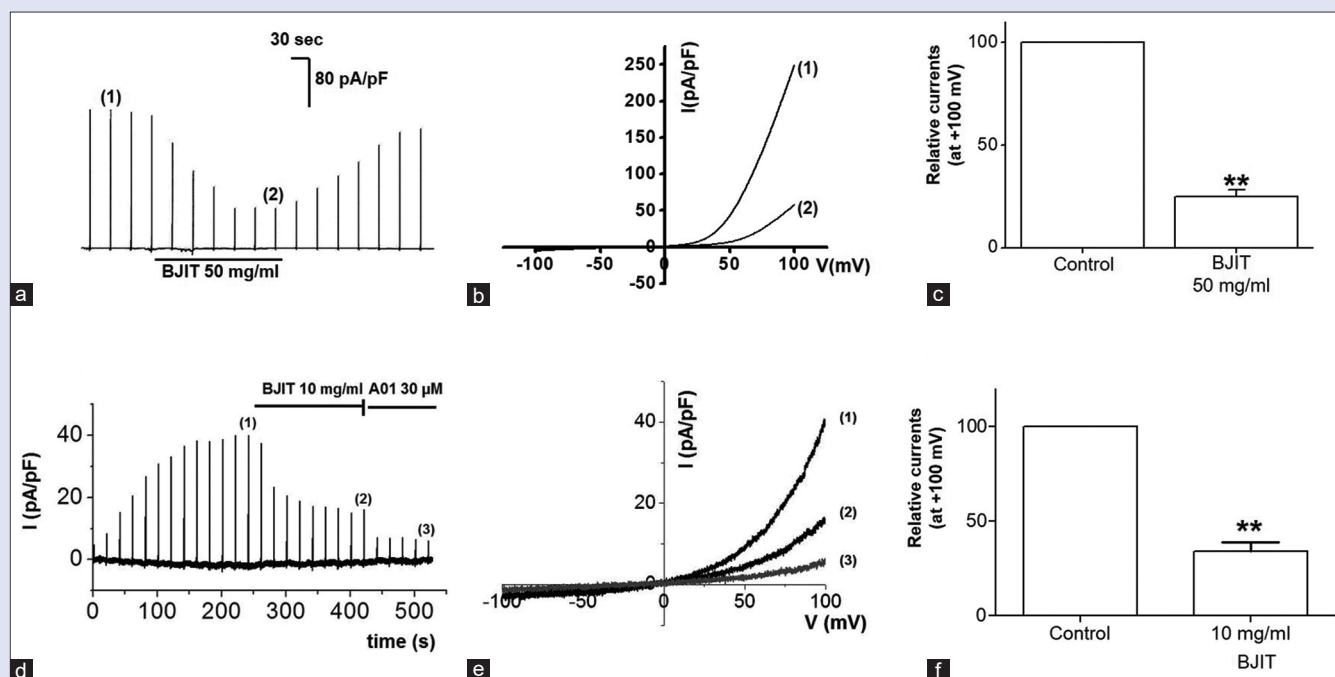 30 sec
80 pA/pF
(1)
(2)
BJIT 50 mg/ml
a
I(pA/pF)
250
200
150
100
50
0
-50
-100
-50
0
50
100
V(mV)
(1)
(2)
b
Relative currents
(at +100 mV)
100
50
0
**
Control
BJIT
50 mg/ml
c
BJIT 10 mg/ml
A01 30 µM
I (pA/pF)
40
20
0
(1)
(2)
(3)
0
100
200
300
400
500
time (s)
d
I (pA/pF)
40
20
0
-100
-50
0
50
100
V (mV)
(1)
(2)
(3)
e
Relative currents
(at +100 mV)
100
50
0
**
Control
10 mg/ml
BJIT
f